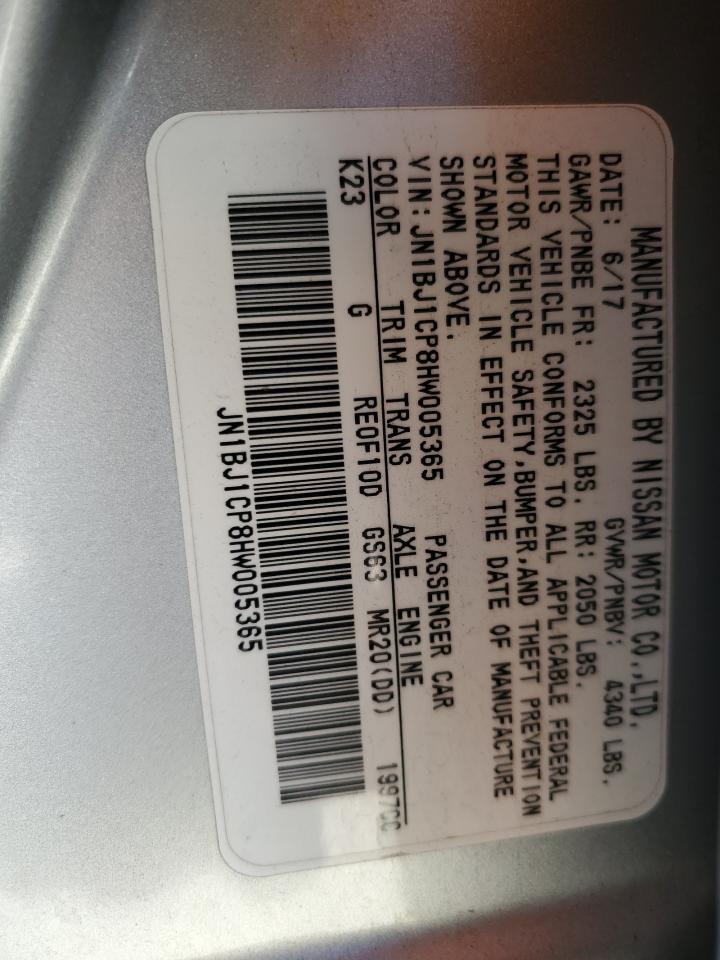 MANUFACTURED BY NISSAN MOTOR CO.,LTD.
DATE: 6/17 GVWR/PNBV: 4340 LBS.
GAWR/PNBE FR: 2325 LBS. RR: 2050 LBS.
THIS VEHICLE CONFORMS TO ALL APPLICABLE FEDERAL
MOTOR VEHICLE SAFETY,BUMPER,AND THEFT PREVENTION
STANDARDS IN EFFECT ON THE DATE OF MANUFACTURE
SHOWN ABOVE.
VIN: JN1BJ1CP8HW005365 PASSENGER CAR
COLOR TRIM TRANS AXLE ENGINE
K23 G RE0F10D GS63 MR20(DD) 1997CC
JN1BJ1CP8HW005365